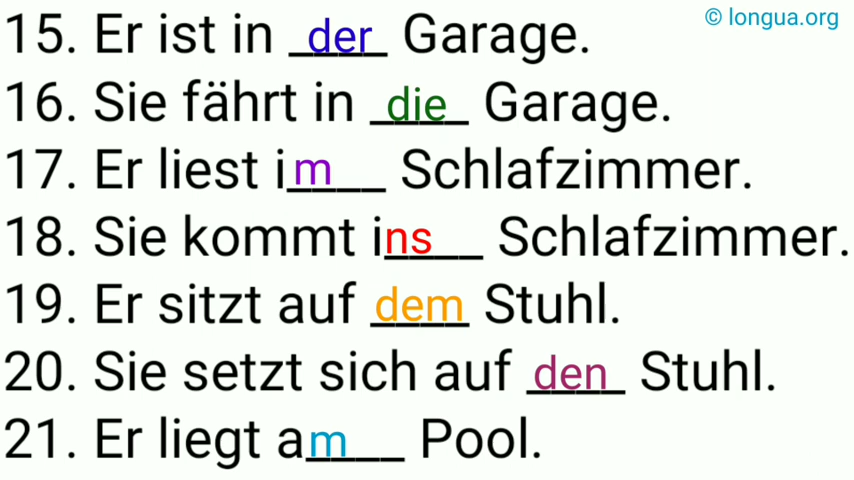 © longua.org
15. Er ist in der Garage.
16. Sie fährt in die Garage.
17. Er liest im Schlafzimmer.
18. Sie kommt ins Schlafzimmer.
19. Er sitzt auf dem Stuhl.
20. Sie setzt sich auf den Stuhl.
21. Er liegt am Pool.